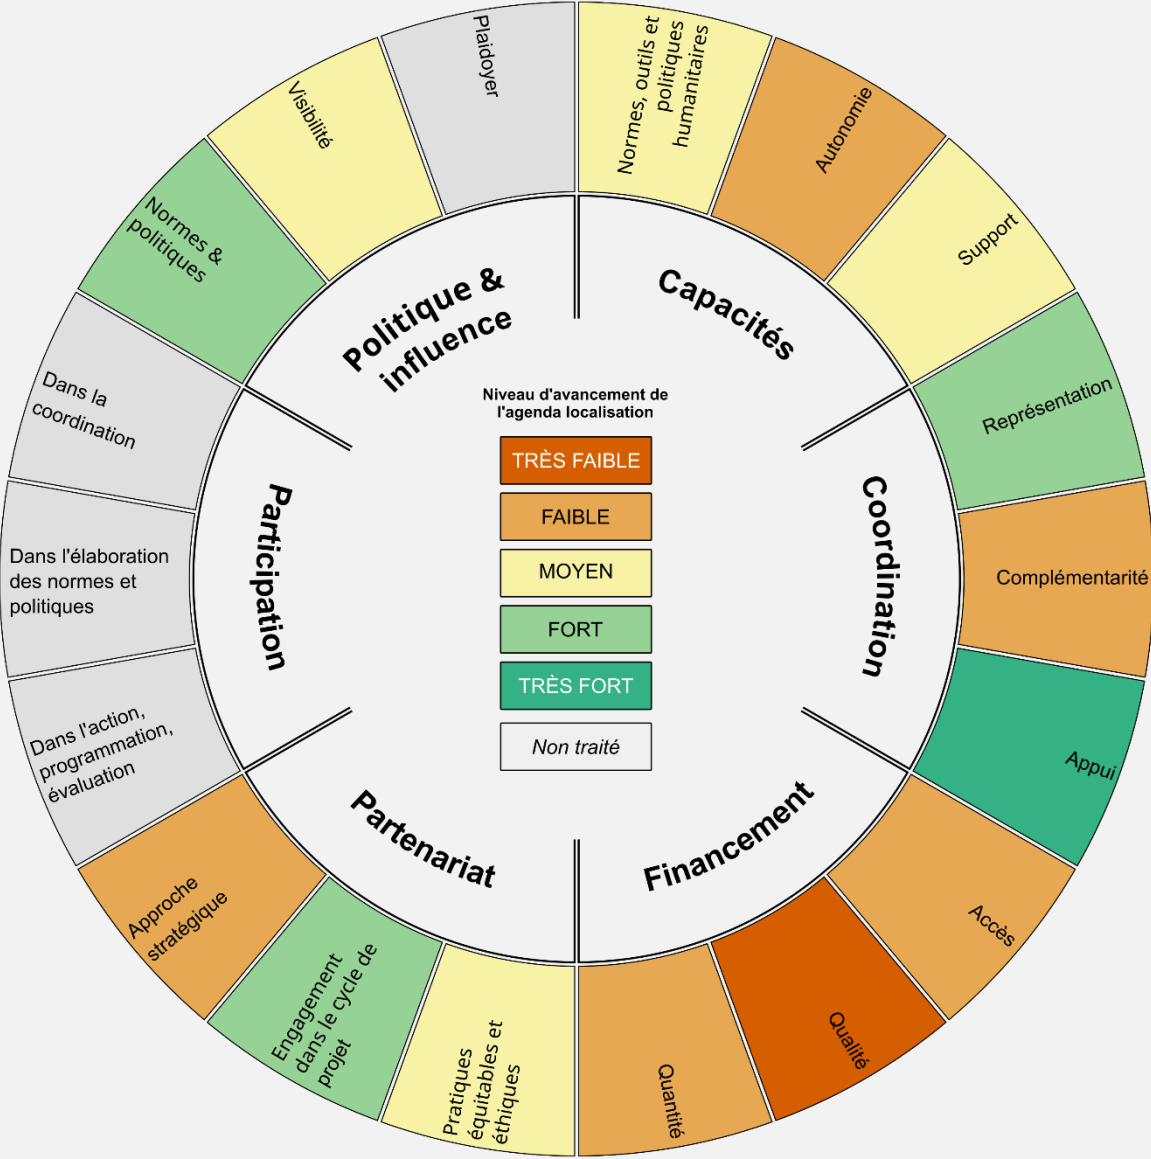 Plaidoyer
Normes, outils et
politiques
humanitaires
Autonomie
Support
Représentation
Complémentarité
Appui
Accès
Qualité
Quantité
Pratiques
équitables et
éthiques
Engagement
dans le cycle de
projet
Approche
stratégique
Dans l'action,
programmation,
évaluation
Dans l'élaboration
des normes et
politiques
Dans la
coordination
Normes &
politiques
Visibilité
Politique &
influence
Capacités
Coordination
Financement
Partenariat
Participation
Niveau d'avancement de
l'agenda localisation
TRÈS FAIBLE
FAIBLE
MOYEN
FORT
TRÈS FORT
Non traité